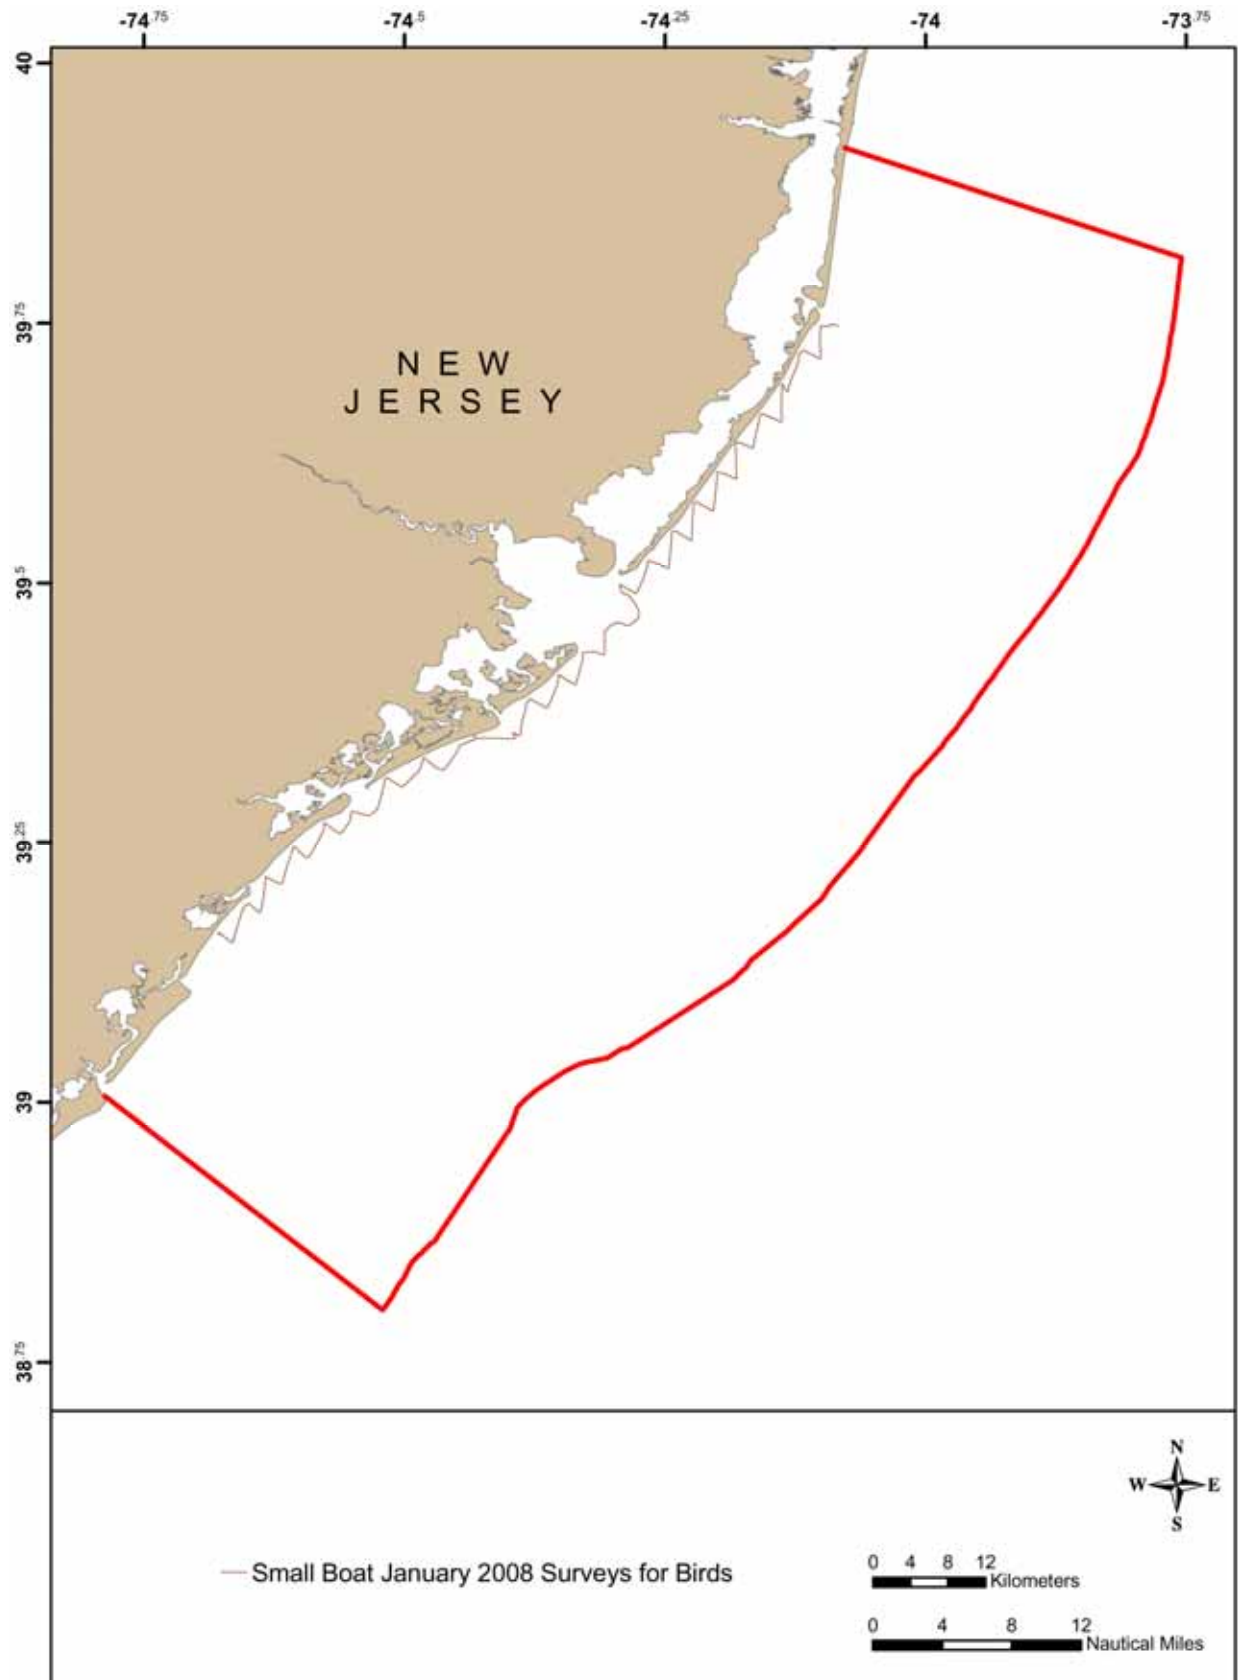 -74.75 -74.5 -74.25 -74 -73.75
40
39.75
NEW
JERSEY
39.5
39.25
39
38.75
N
W E
S
Small Boat January 2008 Surveys for Birds
0 4 8 12
Kilometers
0 4 8 12
Nautical Miles